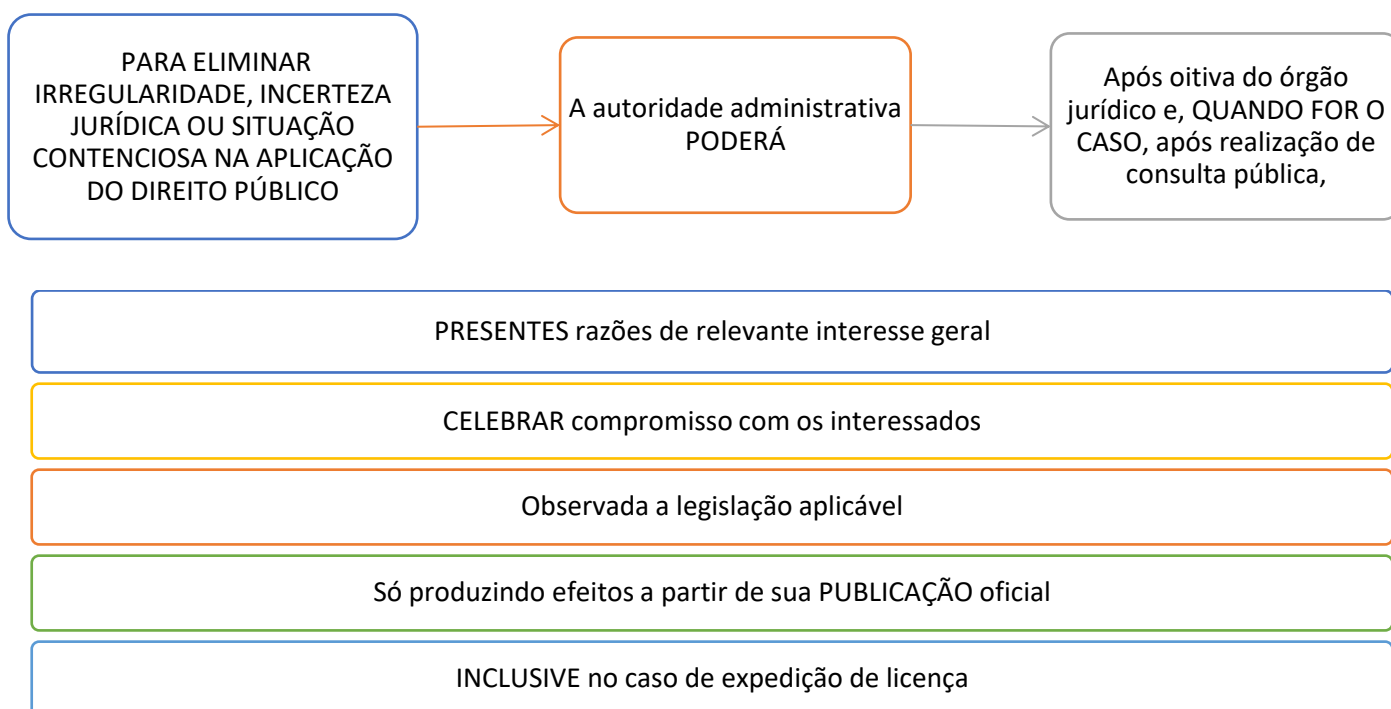 PARA ELIMINAR
IRREGULARIDADE, INCERTEZA
JURÍDICA OU SITUAÇÃO
CONTENCIOSA NA APLICAÇÃO
DO DIREITO PÚBLICO
A autoridade administrativa
PODERÁ
Após oitiva do órgão
jurídico e, QUANDO FOR O
CASO, após realização de
consulta pública,
PRESENTES razões de relevante interesse geral
CELEBRAR compromisso com os interessados
Observada a legislação aplicável
Só produzindo efeitos a partir de sua PUBLICAÇÃO oficial
INCLUSIVE no caso de expedição de licença